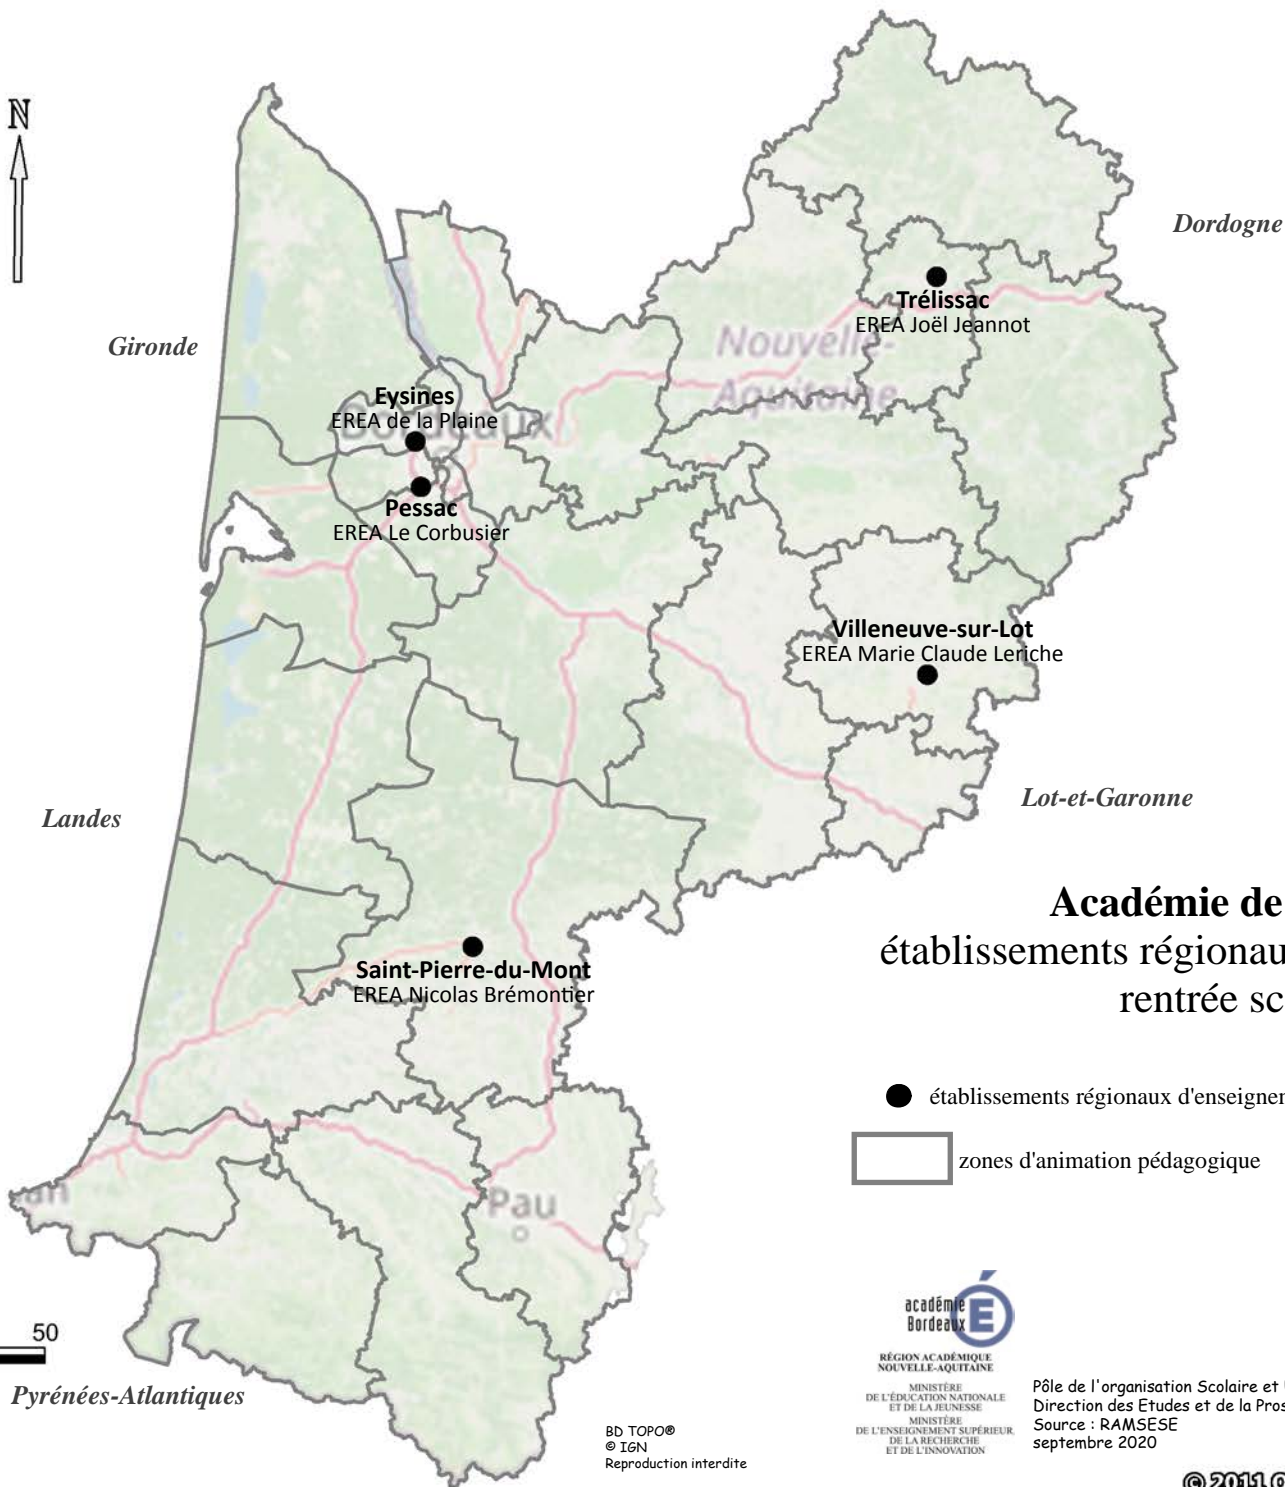 N
Dordogne
Trélissac
EREA Joël Jeannot
Gironde
Nouvelle-
Aquitaine
Eysines
EREA de la Plaine
Bordeaux
Pessac
EREA Le Corbusier
Villeneuve-sur-Lot
EREA Marie Claude Leriche
Landes
Lot-et-Garonne
Académie de
établissements régionau
rentrée sc
Saint-Pierre-du-Mont
EREA Nicolas Brémontier
établissements régionaux d'enseigner
zones d'animation pédagogique
Pau
50
Pyrénées-Atlantiques
BD TOPO®
© IGN
Reproduction interdite
académie
Bordeaux
É
RÉGION ACADÉMIQUE
NOUVELLE-AQUITAINE
MINISTÈRE
DE L'ÉDUCATION NATIONALE
ET DE LA JEUNESSE
MINISTÈRE
DE L'ENSEIGNEMENT SUPÉRIEUR,
DE LA RECHERCHE
ET DE L'INNOVATION
Pôle de l'organisation Scolaire et
Direction des Etudes et de la Pros
Source : RAMSESE
septembre 2020
© 2011